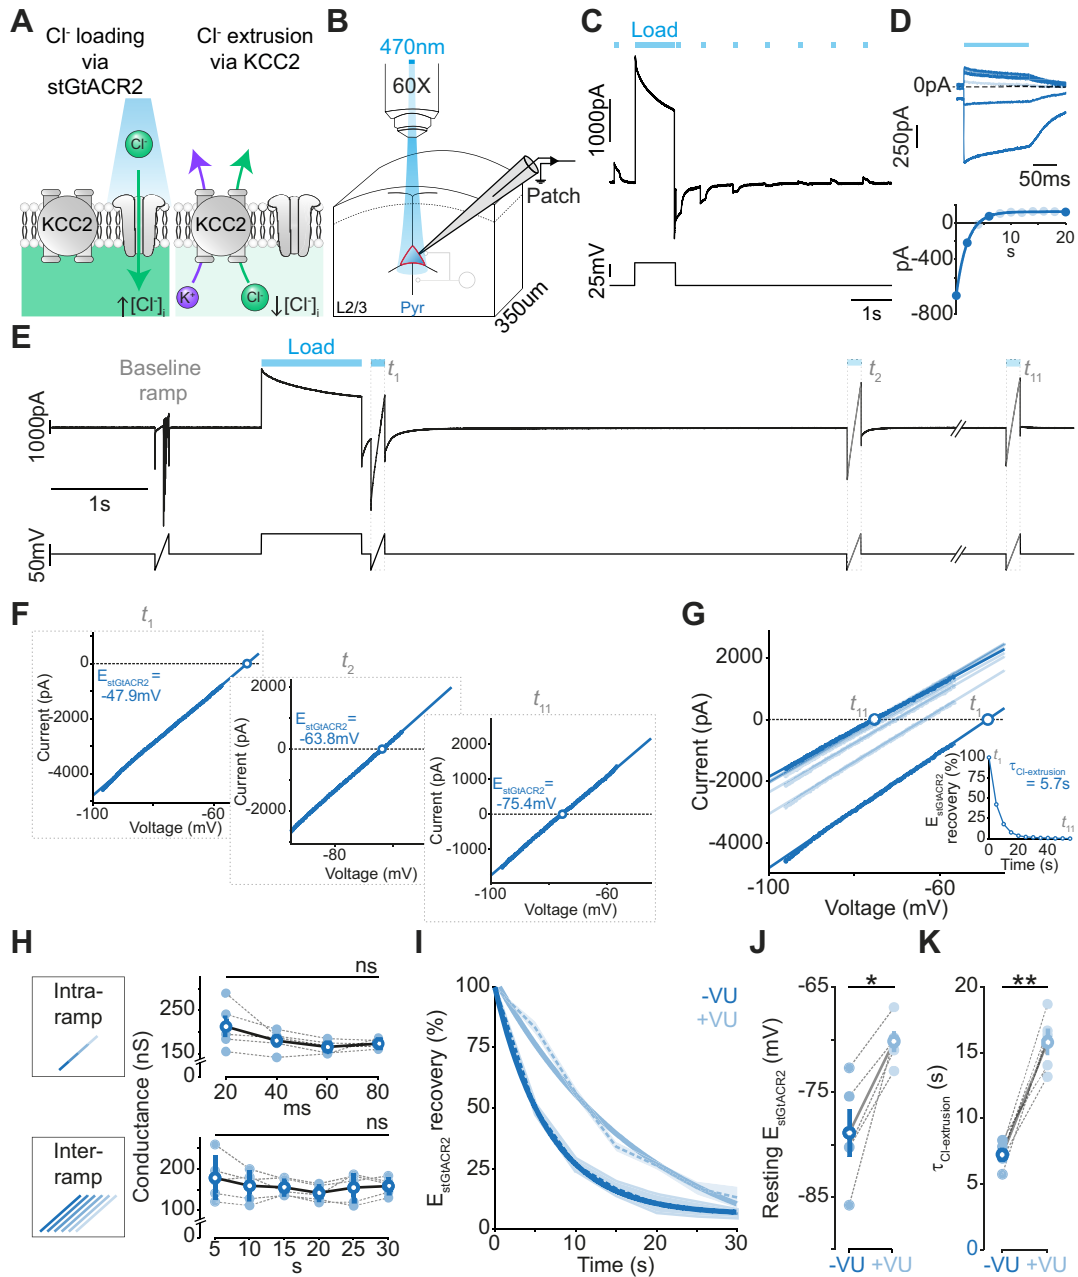 A
Cl⁻ loading
via
stGtACR2
Cl⁻ extrusion
via KCC2
Cl⁻
KCC2
KCC2
K⁺
Cl⁻
↑[Cl⁻]i
↓[Cl⁻]i
B
470nm
60X
Patch
L2/3
Pyr
350um
C
Load
1000pA
25mV
1s
D
0pA
250pA
50ms
0
10
20
s
pA
-400
-800
E
Baseline
ramp
Load
t1
t2
t11
1000pA
1s
50mV
F
t1
0
-2000
-4000
Current (pA)
EstGtACR2 =
-47.9mV
-100
-60
Voltage (mV)
t2
2000
0
-2000
Current (pA)
EstGtACR2 =
-63.8mV
-80
Voltage (mV)
t11
2000
1000
0
-1000
Current (pA)
EstGtACR2 =
-75.4mV
-100
-60
Voltage (mV)
G
2000
0
-2000
-4000
Current (pA)
t11
t1
-100
-60
Voltage (mV)
EstGtACR2
recovery (%)
100
75
50
25
0
t1
τCl-extrusion
= 5.7s
t11
0
20
40
Time (s)
H
Intra-
ramp
Inter-
ramp
Conductance (nS)
ns
250
150
0
20
40
60
80
ms
ns
200
100
0
5
10
15
20
25
30
s
I
EstGtACR2 recovery (%)
100
75
50
25
0
-VU
+VU
0
10
20
30
Time (s)
J
*
Resting EstGtACR2 (mV)
-65
-75
-85
-VU
+VU
K
**
τCl-extrusion (s)
20
15
10
5
0
-VU
+VU